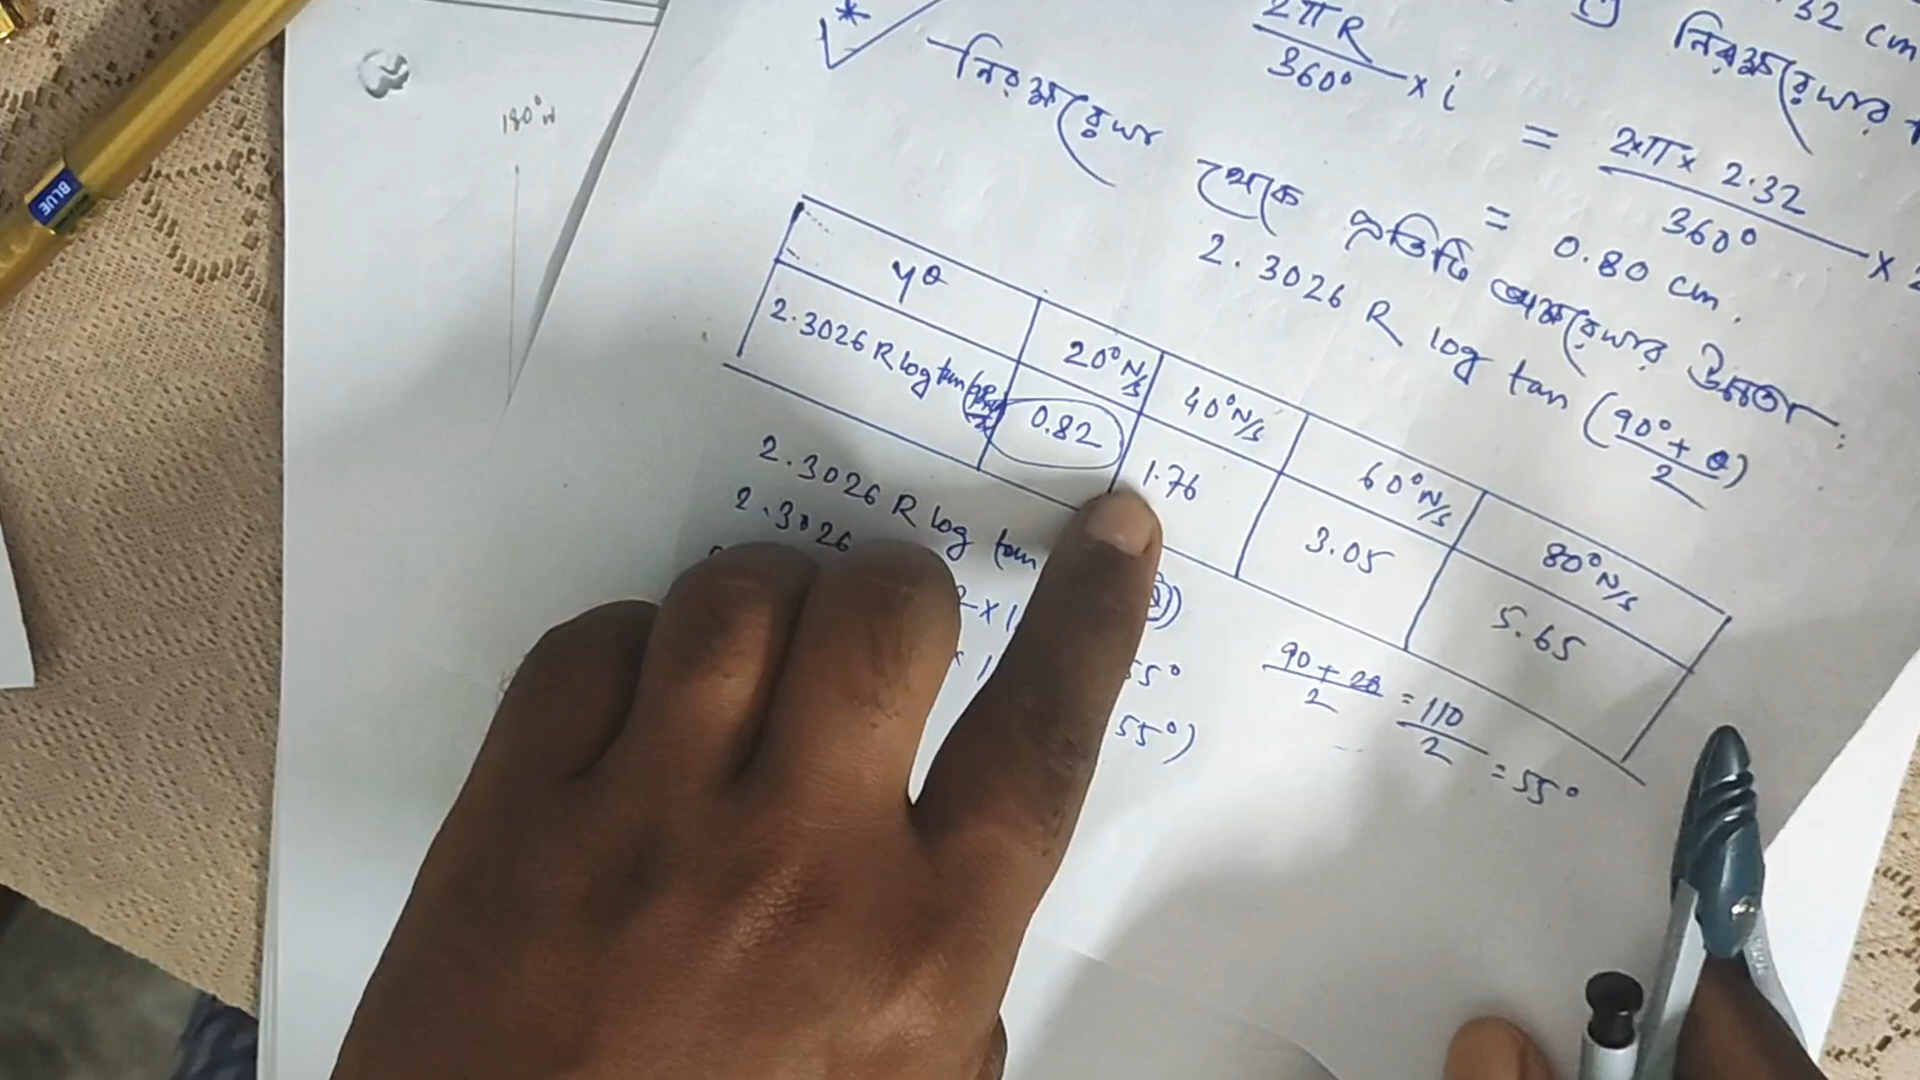 32 cm
2πR
360° × i
নিরক্ষরেখার
= 2×π× 2.32
360° × 2
= 0.80 cm.
* নিরক্ষরেখা থেকে প্রতিটি অক্ষরেখার উচ্চতা:
2.3026 R log tan (90°+θ)
2
yθ 20°N/S 40°N/S 60°N/S 80°N/S
2.3026 R log tan 0.82 1.76 3.05 5.65
2.3026 R log tan
2.3026
90 + 20 = 110 = 55°
2 2
55°
55°)
180°W
BLUE